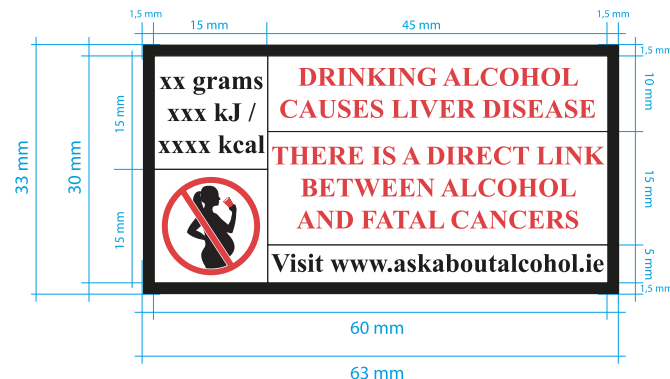 1,5 mm
45 mm
1,5 mm
15 mm
1,5 mm
xx grams
xxx kJ /
xxxx kcal
DRINKING ALCOHOL
CAUSES LIVER DISEASE
10 mm
15 mm
33 mm
30 mm
THERE IS A DIRECT LINK
BETWEEN ALCOHOL
AND FATAL CANCERS
15 mm
15 mm
Visit www.askaboutalcohol.ie
5 mm
1,5 mm
60 mm
63 mm